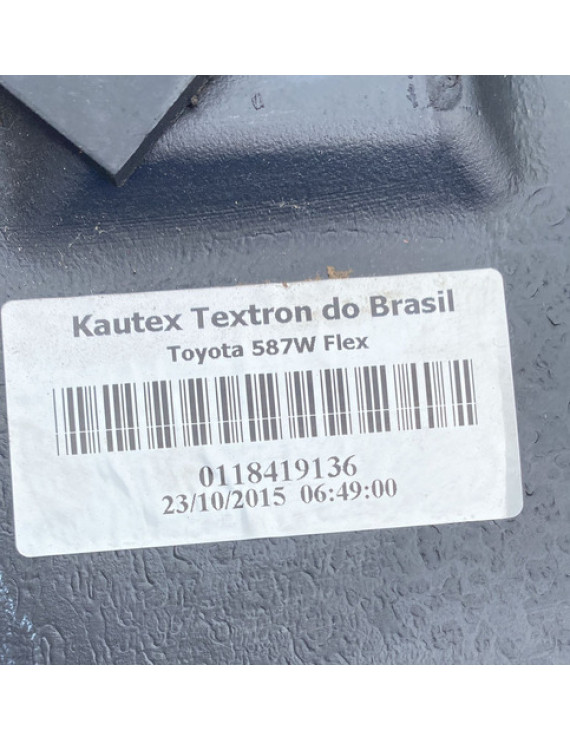 Kautex Textron do Brasil
Toyota 587W Flex
0118419136
23/10/2015 06:49:00